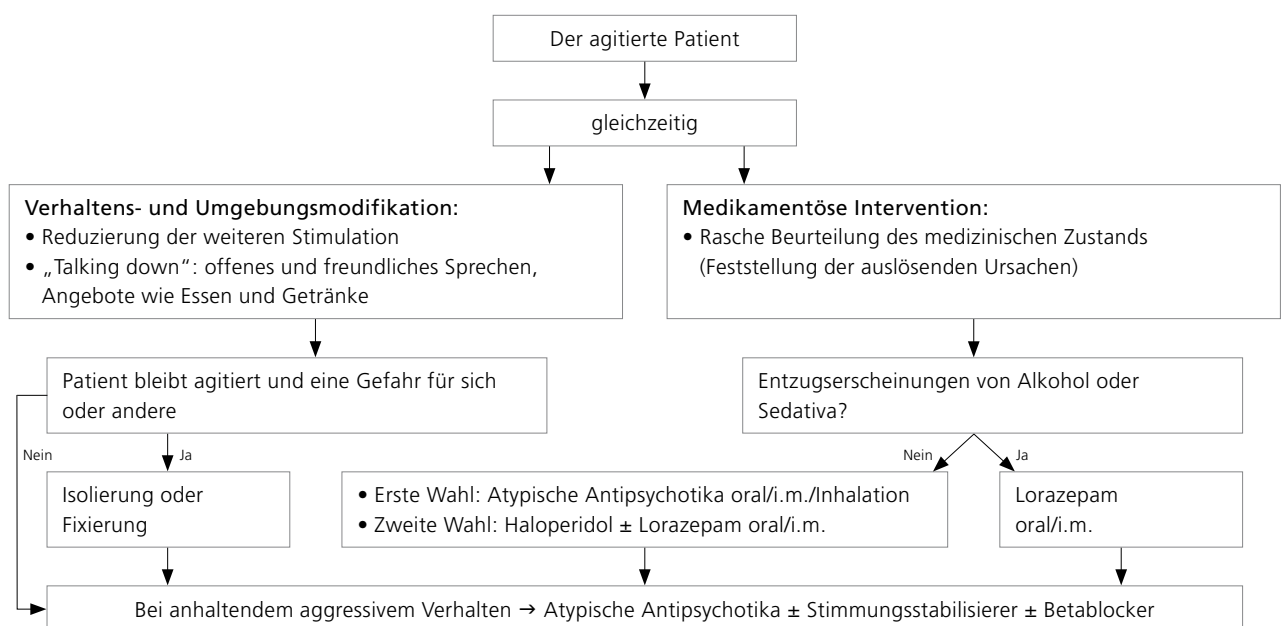 Der agitierte Patient
gleichzeitig
Verhaltens- und Umgebungsmodifikation:
• Reduzierung der weiteren Stimulation
• „Talking down“: offenes und freundliches Sprechen,
Angebote wie Essen und Getränke
Medikamentöse Intervention:
• Rasche Beurteilung des medizinischen Zustands
(Feststellung der auslösenden Ursachen)
Patient bleibt agitiert und eine Gefahr für sich
oder andere
Entzugserscheinungen von Alkohol oder
Sedativa?
Nein
Ja
Nein
Ja
Isolierung oder
Fixierung
• Erste Wahl: Atypische Antipsychotika oral/i.m./Inhalation
• Zweite Wahl: Haloperidol ± Lorazepam oral/i.m.
Lorazepam
oral/i.m.
Bei anhaltendem aggressivem Verhalten → Atypische Antipsychotika ± Stimmungsstabilisierer ± Betablocker